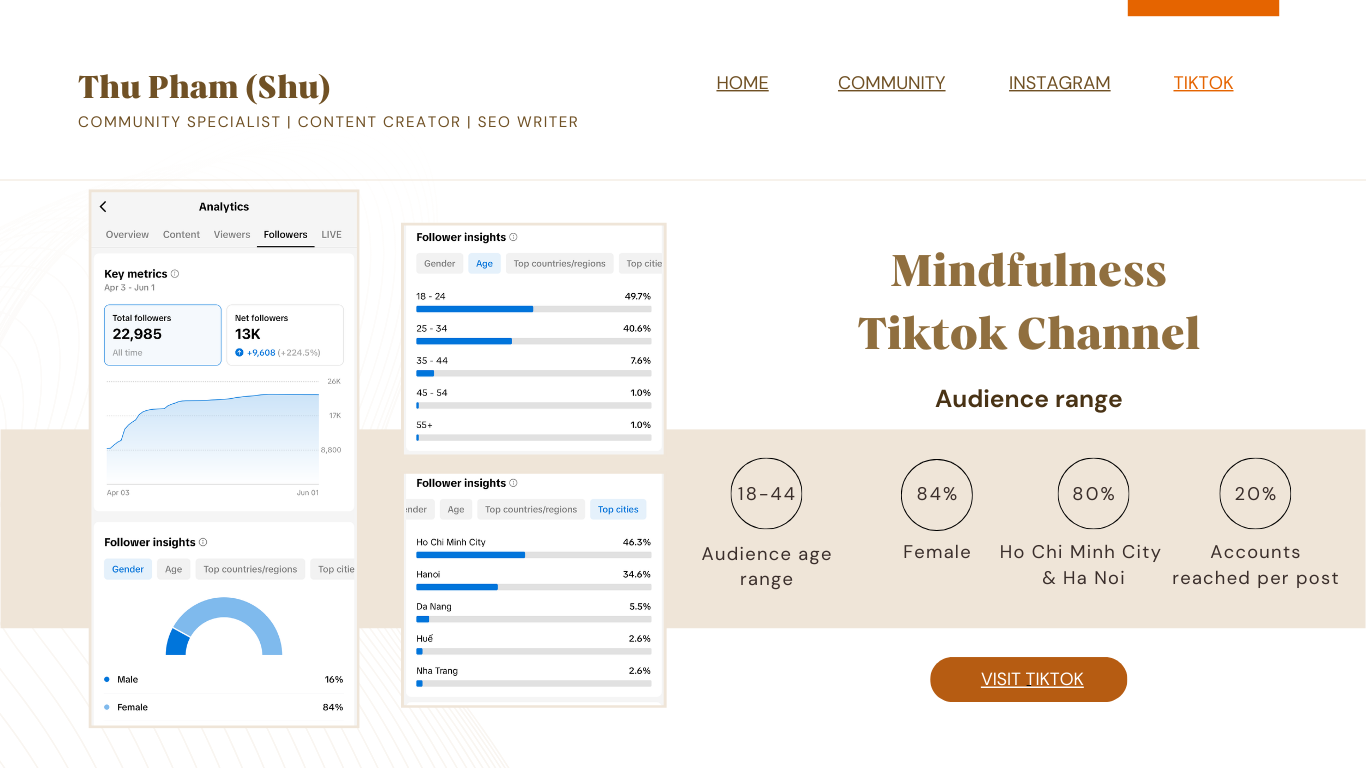 Thu Pham (Shu)
COMMUNITY SPECIALIST | CONTENT CREATOR | SEO WRITER
HOME COMMUNITY INSTAGRAM TIKTOK
Analytics
Overview Content Viewers Followers LIVE
Key metrics
Apr 3 - Jun 1
Total followers
22,985
All time
Net followers
13K
+9,608 (+224.5%)
26K
17K
8,800
Apr 03 Jun 01
Follower insights
Gender Age Top countries/regions Top citie
Male 16%
Female 84%
Follower insights
Gender Age Top countries/regions Top citie
18 - 24 49.7%
25 - 34 40.6%
35 - 44 7.6%
45 - 54 1.0%
55+ 1.0%
Follower insights
ender Age Top countries/regions Top cities
Ho Chi Minh City 46.3%
Hanoi 34.6%
Da Nang 5.5%
Huế 2.6%
Nha Trang 2.6%
Mindfulness
Tiktok Channel
Audience range
18-44
Audience age
range
84%
Female
80%
Ho Chi Minh City
& Ha Noi
20%
Accounts
reached per post
VISIT TIKTOK